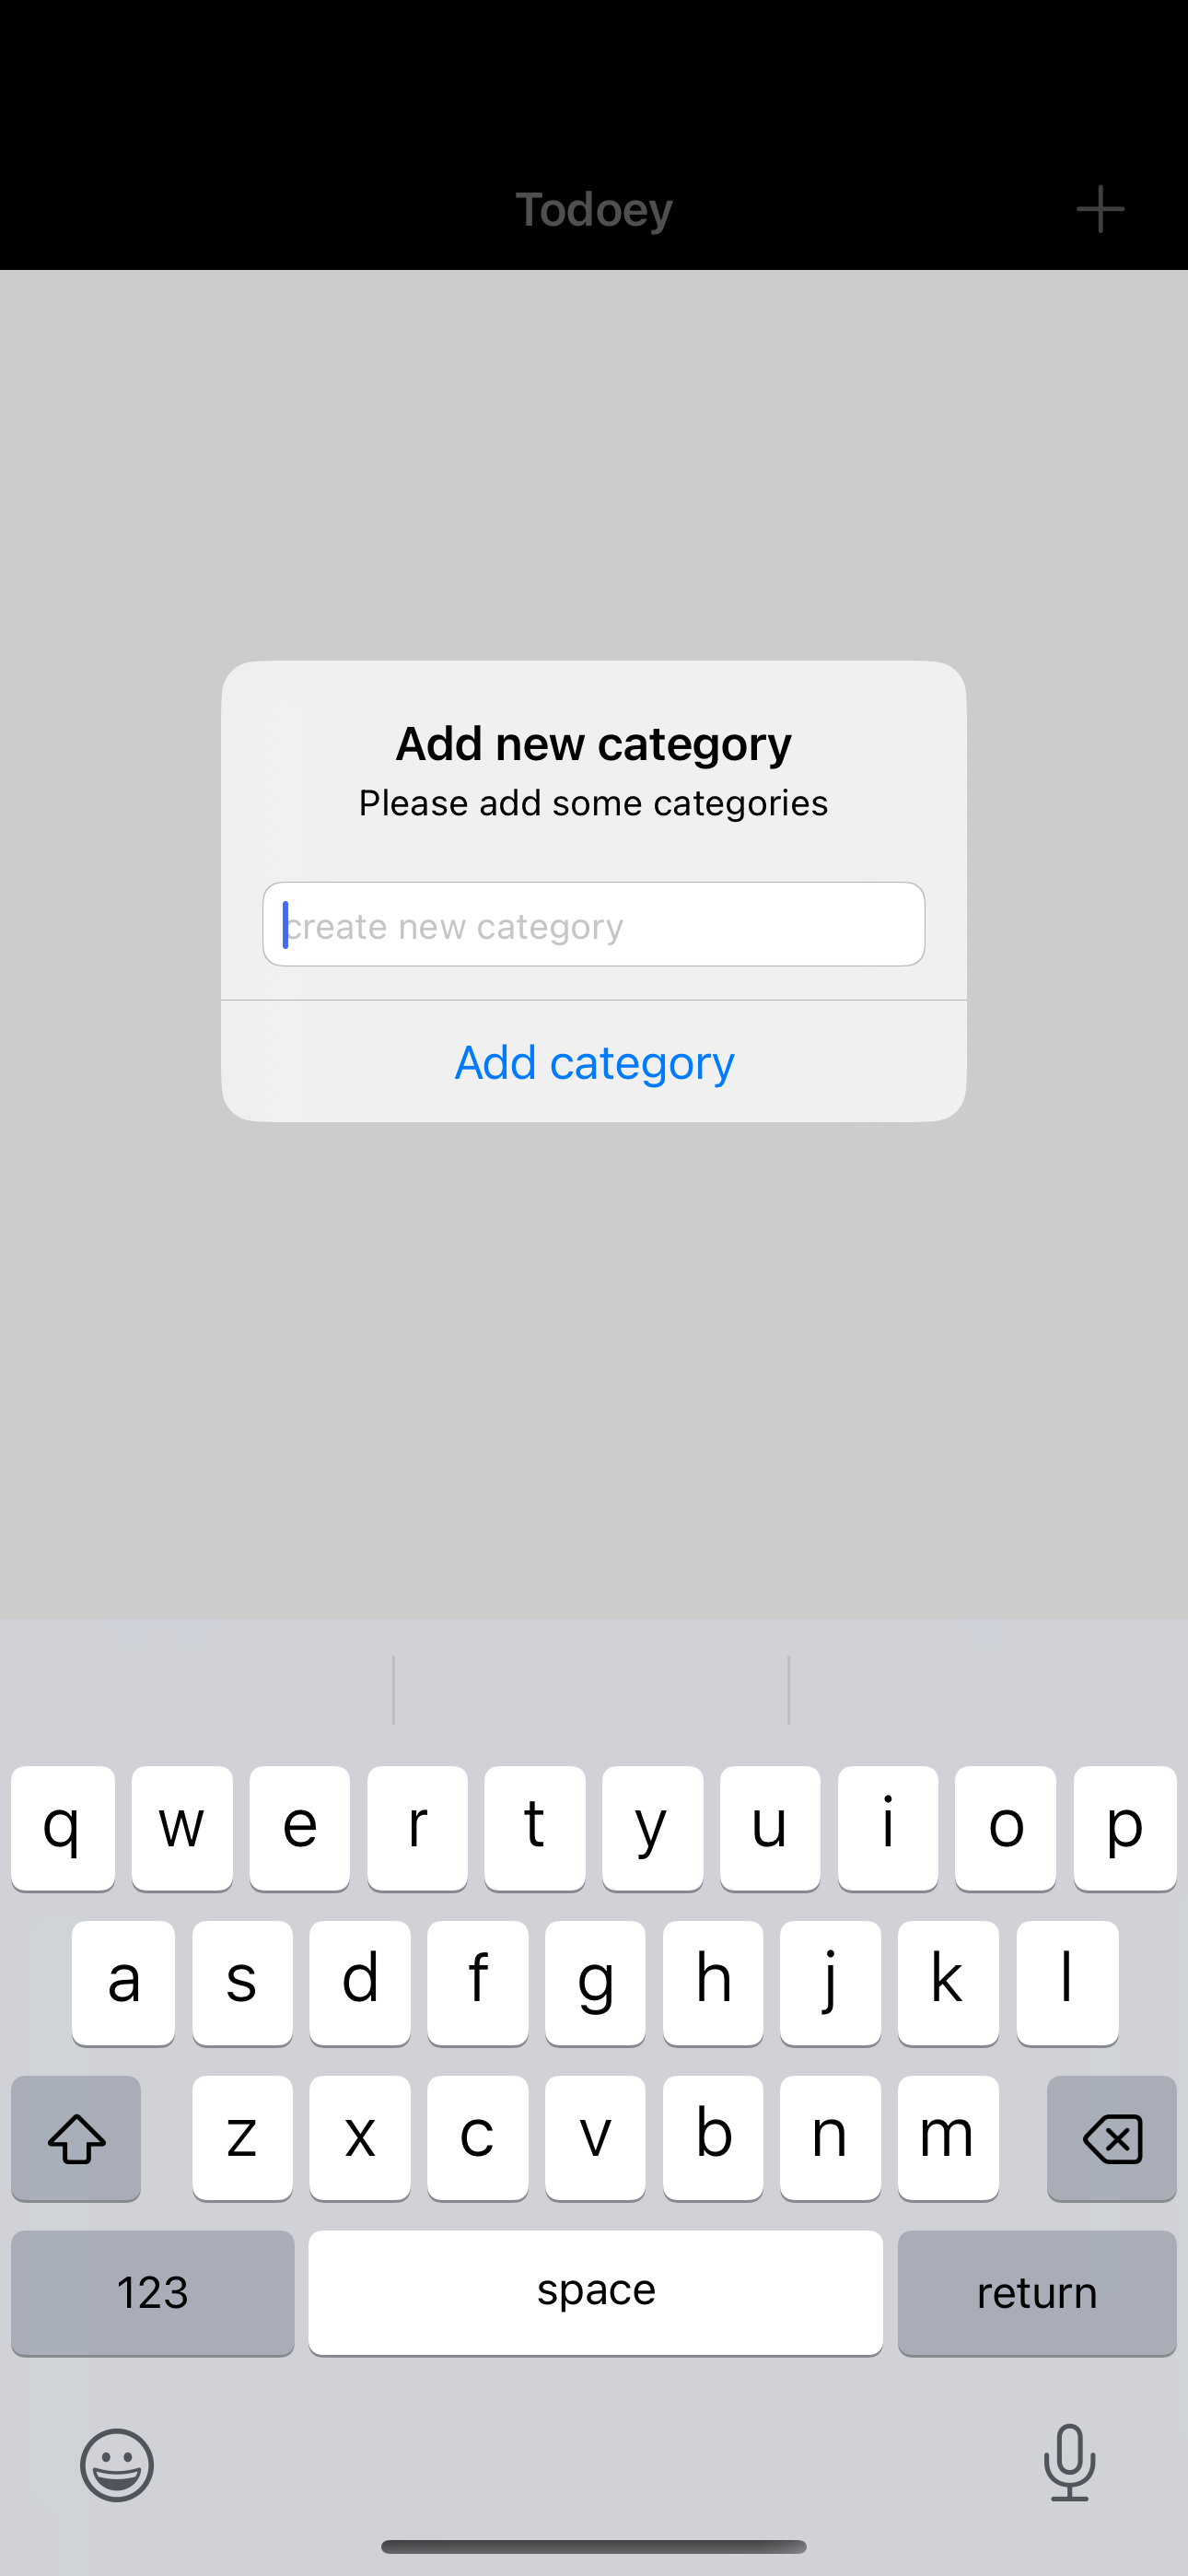 Todoey
Add new category
Please add some categories
create new category
Add category
q w e r t y u i o p
a s d f g h j k l
z x c v b n m
123 space return